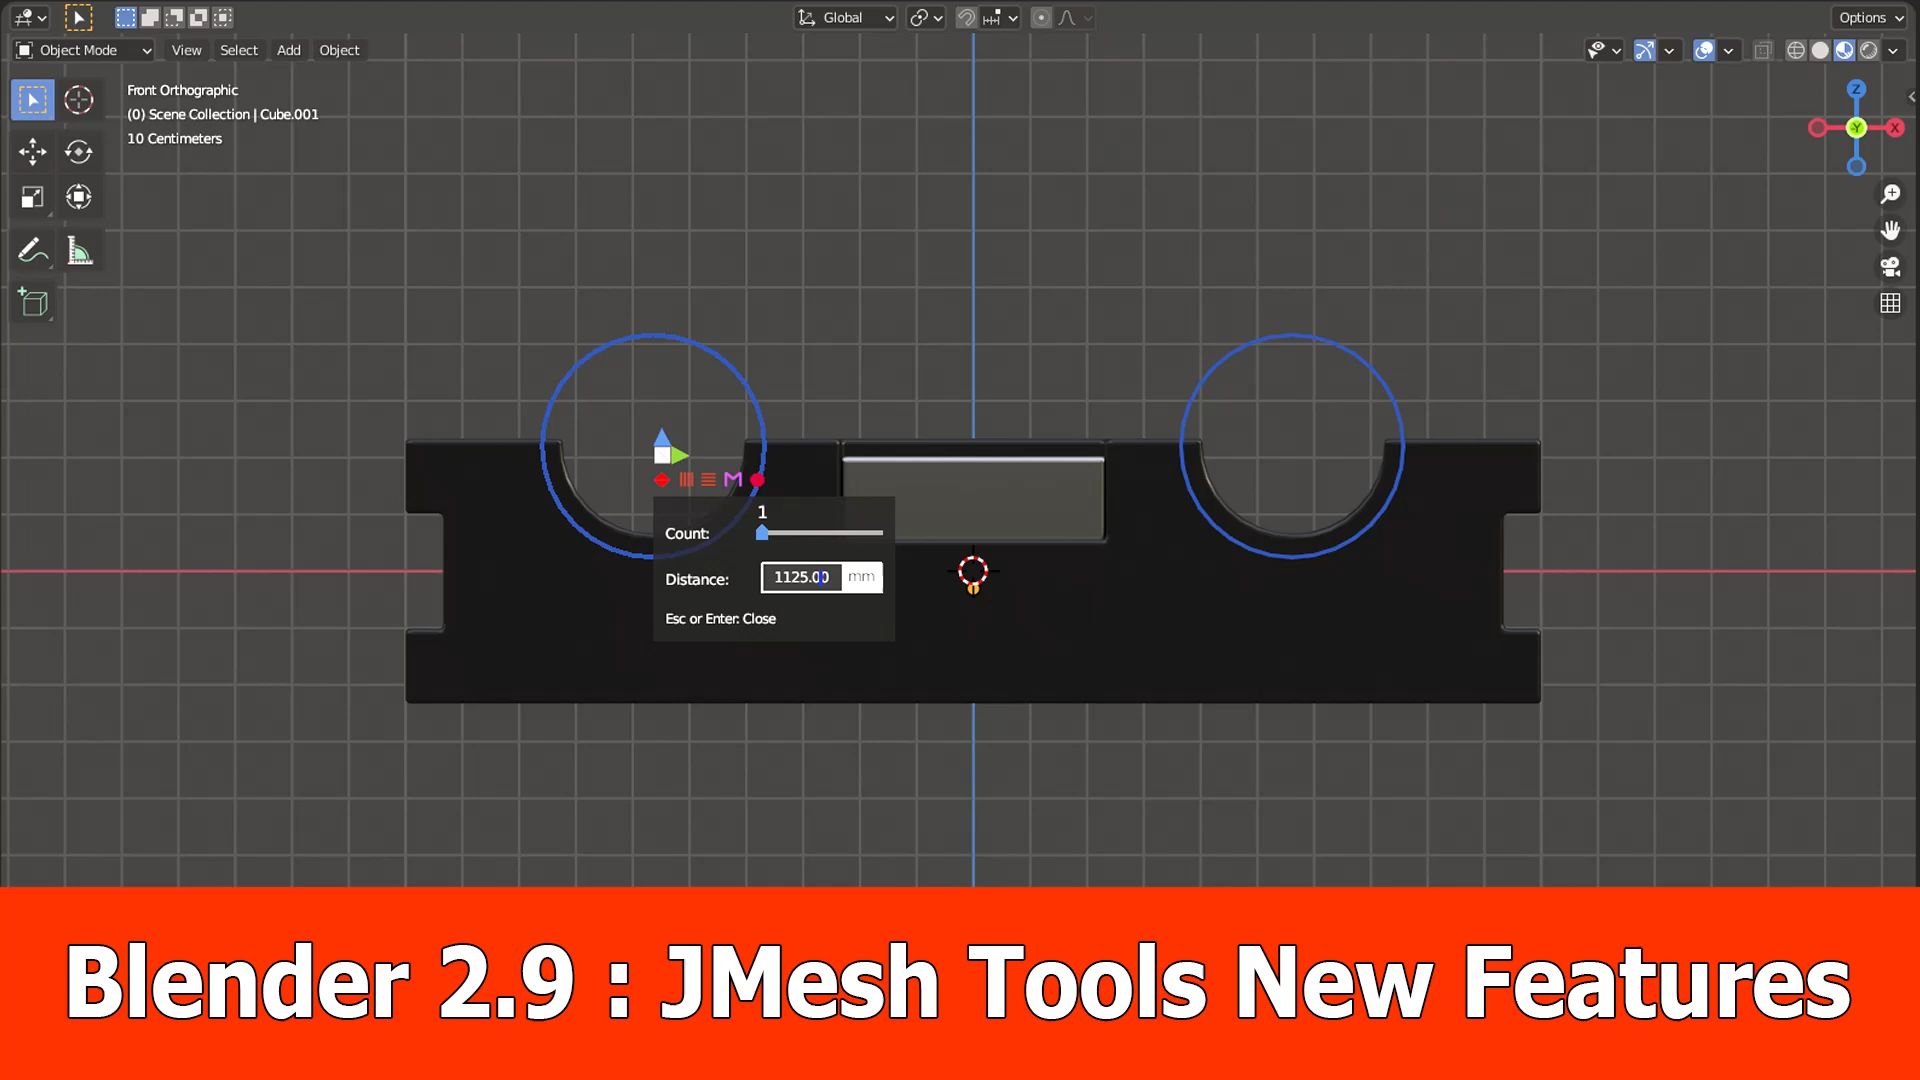 Global
Options
Object Mode View Select Add Object
Front Orthographic
(0) Scene Collection | Cube.001
10 Centimeters
Z
Y
X
M
1
Count:
Distance: 1125.00 mm
Esc or Enter: Close
Blender 2.9 : JMesh Tools New Features